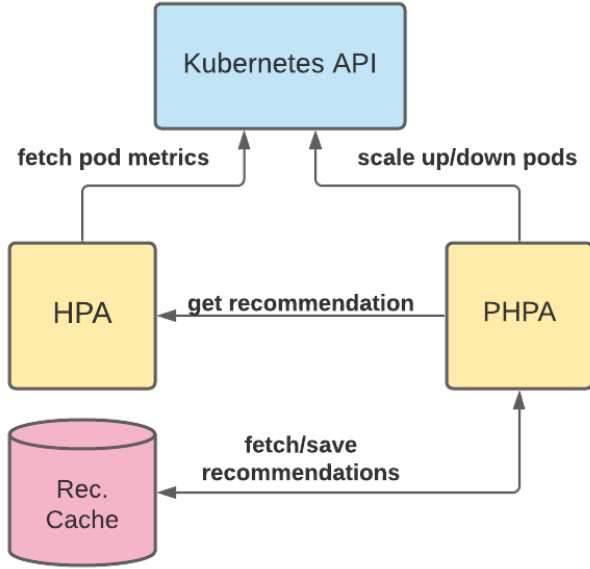 Kubernetes API
fetch pod metrics
scale up/down pods
HPA
get recommendation
PHPA
fetch/save
recommendations
Rec.
Cache